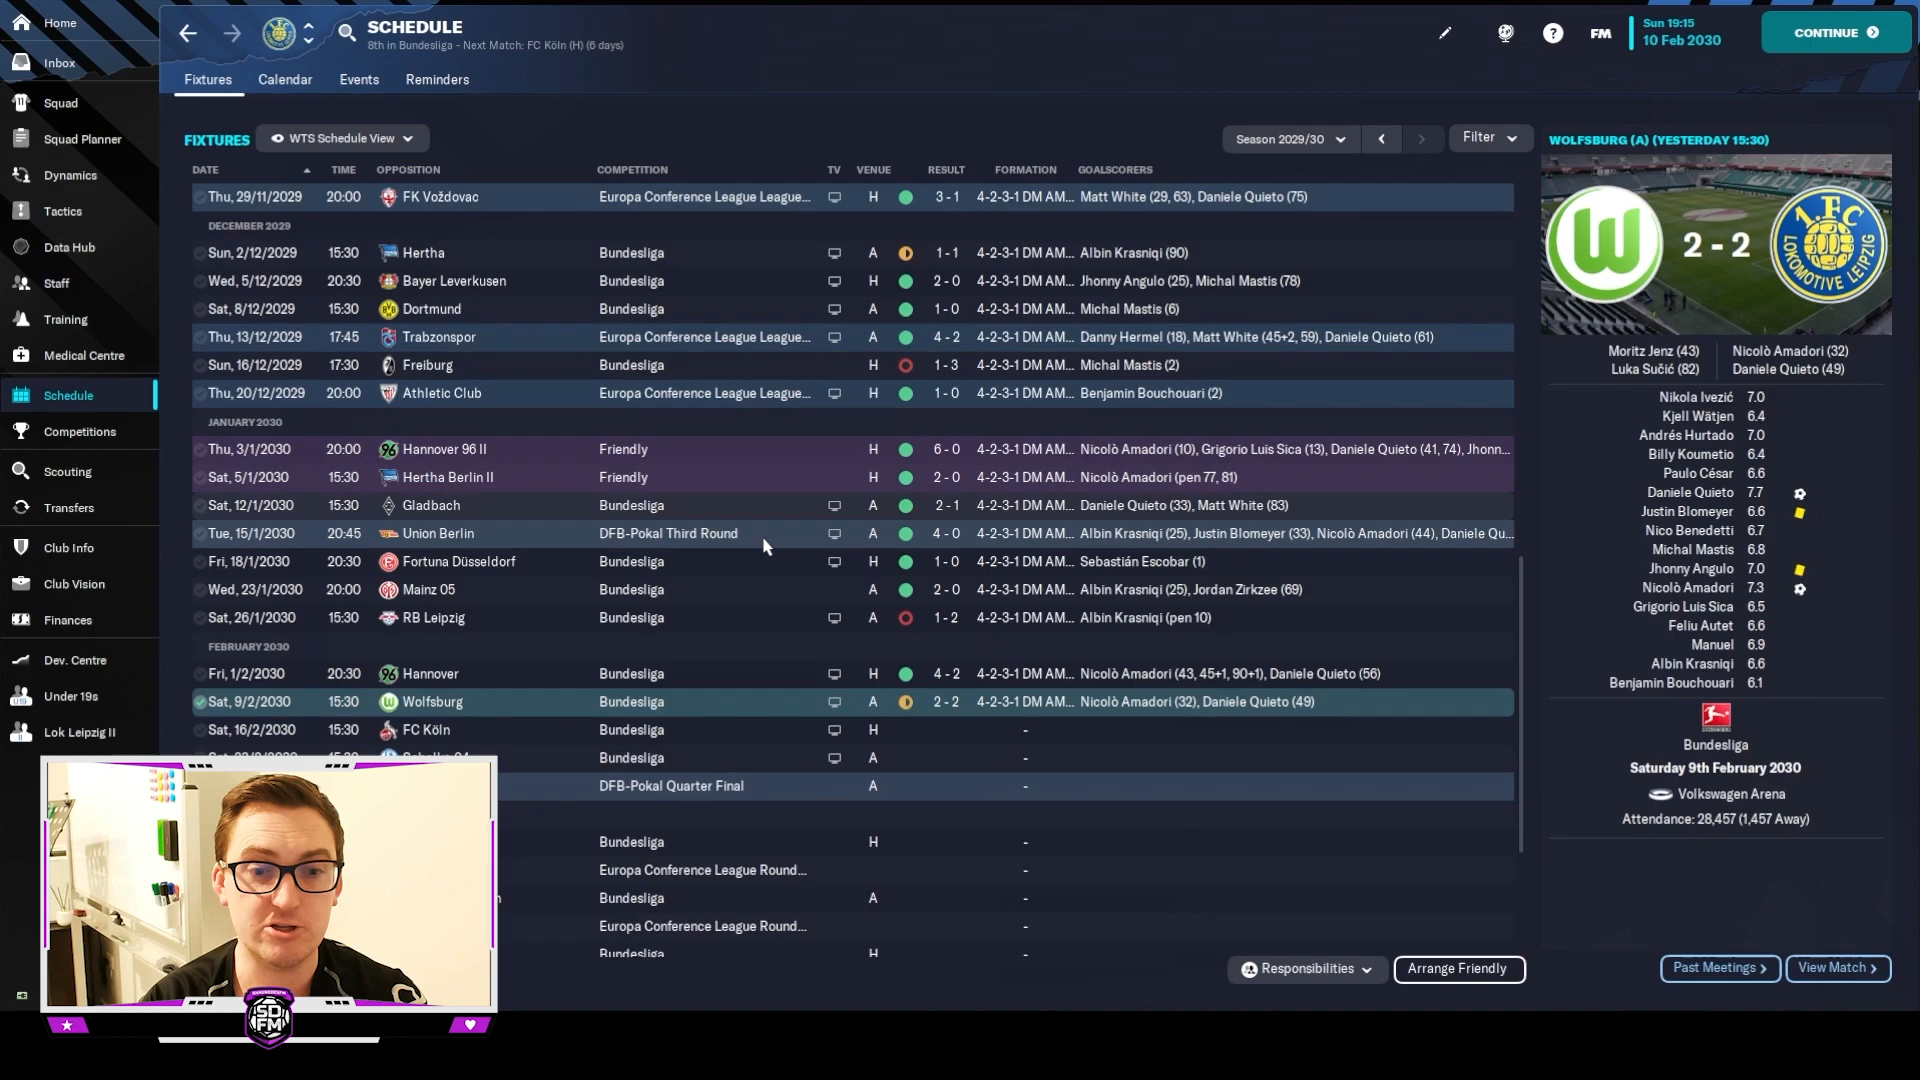 Home
Inbox
Squad
Squad Planner
Dynamics
Tactics
Data Hub
Staff
Training
Medical Centre
Schedule
Competitions
Scouting
Transfers
Club Info
Club Vision
Finances
Dev. Centre
Under 19s
Lok Leipzig II
SCHEDULE
8th in Bundesliga - Next Match: FC Köln (H) (6 days)
FM
Sun 19:15
10 Feb 2030
CONTINUE
Fixtures Calendar Events Reminders
FIXTURES WTS Schedule View Season 2029/30 Filter
DATE TIME OPPOSITION COMPETITION TV VENUE RESULT FORMATION GOALSCORERS
Thu, 29/11/2029 20:00 FK Voždovac Europa Conference League League... H 3 - 1 4-2-3-1 DM AM... Matt White (29, 63), Daniele Quieto (75)
DECEMBER 2029
Sun, 2/12/2029 15:30 Hertha Bundesliga A 1 - 1 4-2-3-1 DM AM... Albin Krasniqi (90)
Wed, 5/12/2029 20:30 Bayer Leverkusen Bundesliga H 2 - 0 4-2-3-1 DM AM... Jhonny Angulo (25), Michal Mastis (78)
Sat, 8/12/2029 15:30 Dortmund Bundesliga A 1 - 0 4-2-3-1 DM AM... Michal Mastis (6)
Thu, 13/12/2029 17:45 Trabzonspor Europa Conference League League... A 4 - 2 4-2-3-1 DM AM... Danny Hermel (18), Matt White (45+2, 59), Daniele Quieto (61)
Sun, 16/12/2029 17:30 Freiburg Bundesliga H 1 - 3 4-2-3-1 DM AM... Michal Mastis (2)
Thu, 20/12/2029 20:00 Athletic Club Europa Conference League League... H 1 - 0 4-2-3-1 DM AM... Benjamin Bouchouari (2)
JANUARY 2030
Thu, 3/1/2030 20:00 Hannover 96 II Friendly H 6 - 0 4-2-3-1 DM AM... Nicolò Amadori (10), Grigorio Luis Sica (13), Daniele Quieto (41, 74), Jhonn...
Sat, 5/1/2030 15:30 Hertha Berlin II Friendly H 2 - 0 4-2-3-1 DM AM... Nicolò Amadori (pen 77, 81)
Sat, 12/1/2030 15:30 Gladbach Bundesliga A 2 - 1 4-2-3-1 DM AM... Daniele Quieto (33), Matt White (83)
Tue, 15/1/2030 20:45 Union Berlin DFB-Pokal Third Round A 4 - 0 4-2-3-1 DM AM... Albin Krasniqi (25), Justin Blomeyer (33), Nicolò Amadori (44), Daniele Qu...
Fri, 18/1/2030 20:30 Fortuna Düsseldorf Bundesliga H 1 - 0 4-2-3-1 DM AM... Sebastián Escobar (1)
Wed, 23/1/2030 20:00 Mainz 05 Bundesliga A 2 - 0 4-2-3-1 DM AM... Albin Krasniqi (25), Jordan Zirkzee (69)
Sat, 26/1/2030 15:30 RB Leipzig Bundesliga A 1 - 2 4-2-3-1 DM AM... Albin Krasniqi (pen 10)
FEBRUARY 2030
Fri, 1/2/2030 20:30 Hannover Bundesliga H 4 - 2 4-2-3-1 DM AM... Nicolò Amadori (43, 45+1, 90+1), Daniele Quieto (56)
Sat, 9/2/2030 15:30 Wolfsburg Bundesliga A 2 - 2 4-2-3-1 DM AM... Nicolò Amadori (32), Daniele Quieto (49)
Sat, 16/2/2030 15:30 FC Köln Bundesliga H -
Bundesliga A -
DFB-Pokal Quarter Final A -
Bundesliga H -
Europa Conference League Round... -
Bundesliga A -
Europa Conference League Round... -
Bundesliga H -
Responsibilities Arrange Friendly
WOLFSBURG (A) (YESTERDAY 15:30)
2 - 2
1.FC
LOKOMOTIVE LEIPZIG
Moritz Jenz (43) Nicolò Amadori (32)
Luka Sučić (82) Daniele Quieto (49)
Nikola Ivezić 7.0
Kjell Wätjen 6.4
Andrés Hurtado 7.0
Billy Koumetio 6.4
Paulo César 6.6
Daniele Quieto 7.7
Justin Blomeyer 6.6
Nico Benedetti 6.7
Michal Mastis 6.8
Jhonny Angulo 7.0
Nicolò Amadori 7.3
Grigorio Luis Sica 6.5
Feliu Autet 6.6
Manuel 6.9
Albin Krasniqi 6.6
Benjamin Bouchouari 6.1
Bundesliga
Saturday 9th February 2030
Volkswagen Arena
Attendance: 28,457 (1,457 Away)
Past Meetings View Match
SD
FM